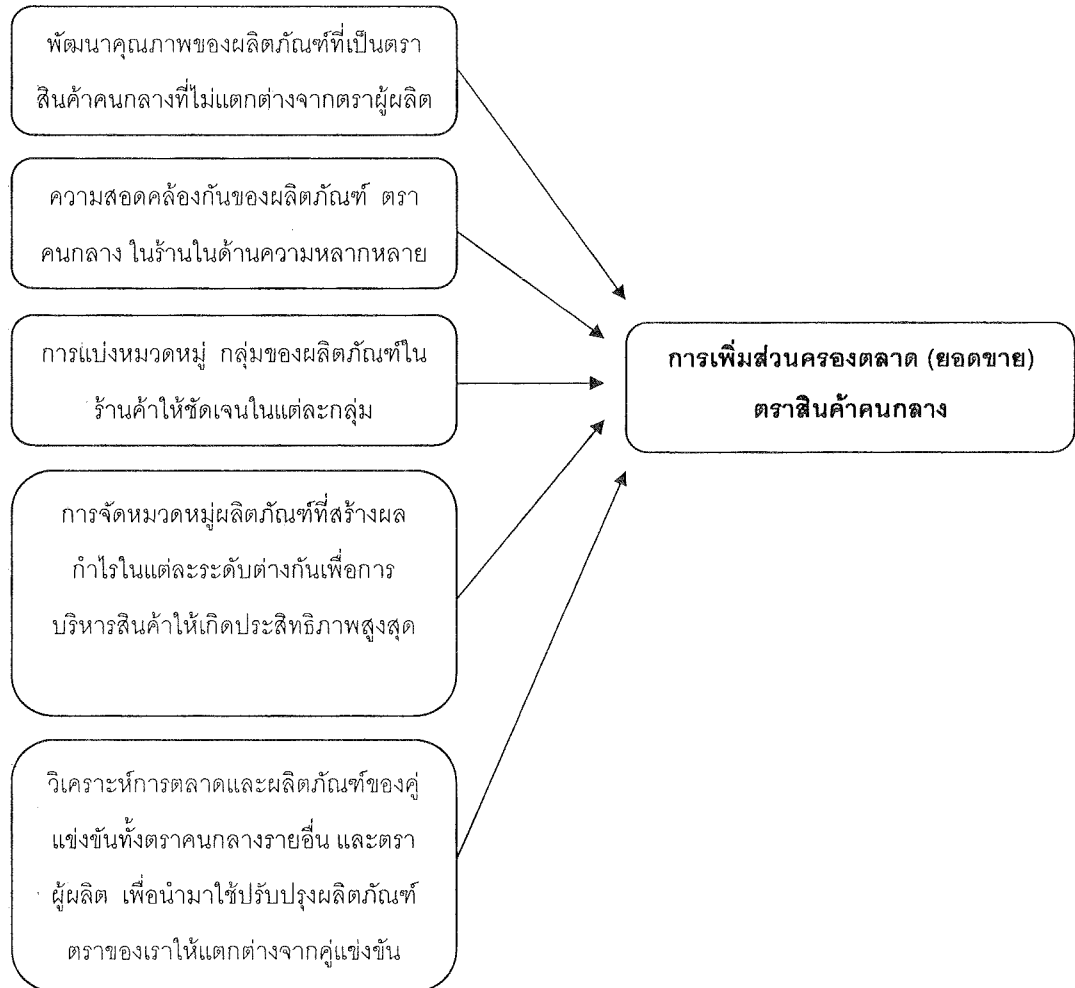 พัฒนาคุณภาพของผลิตภัณฑ์ที่เป็นตรา
สินค้าคนกลางที่ไม่แตกต่างจากตราผู้ผลิต
ความสอดคล้องกันของผลิตภัณฑ์ ตรา
คนกลาง ในร้านในด้านความหลากหลาย
การแบ่งหมวดหมู่ กลุ่มของผลิตภัณฑ์ใน
ร้านค้าให้ชัดเจนในแต่ละกลุ่ม
การจัดหมวดหมู่ผลิตภัณฑ์ที่สร้างผล
กำไรในแต่ละระดับต่างกันเพื่อการ
บริหารสินค้าให้เกิดประสิทธิภาพสูงสุด
วิเคราะห์การตลาดและผลิตภัณฑ์ของคู่
แข่งขันทั้งตราคนกลางรายอื่น และตรา
ผู้ผลิต เพื่อนำมาใช้ปรับปรุงผลิตภัณฑ์
ตราของเราให้แตกต่างจากคู่แข่งขัน
การเพิ่มส่วนครองตลาด (ยอดขาย)
ตราสินค้าคนกลาง